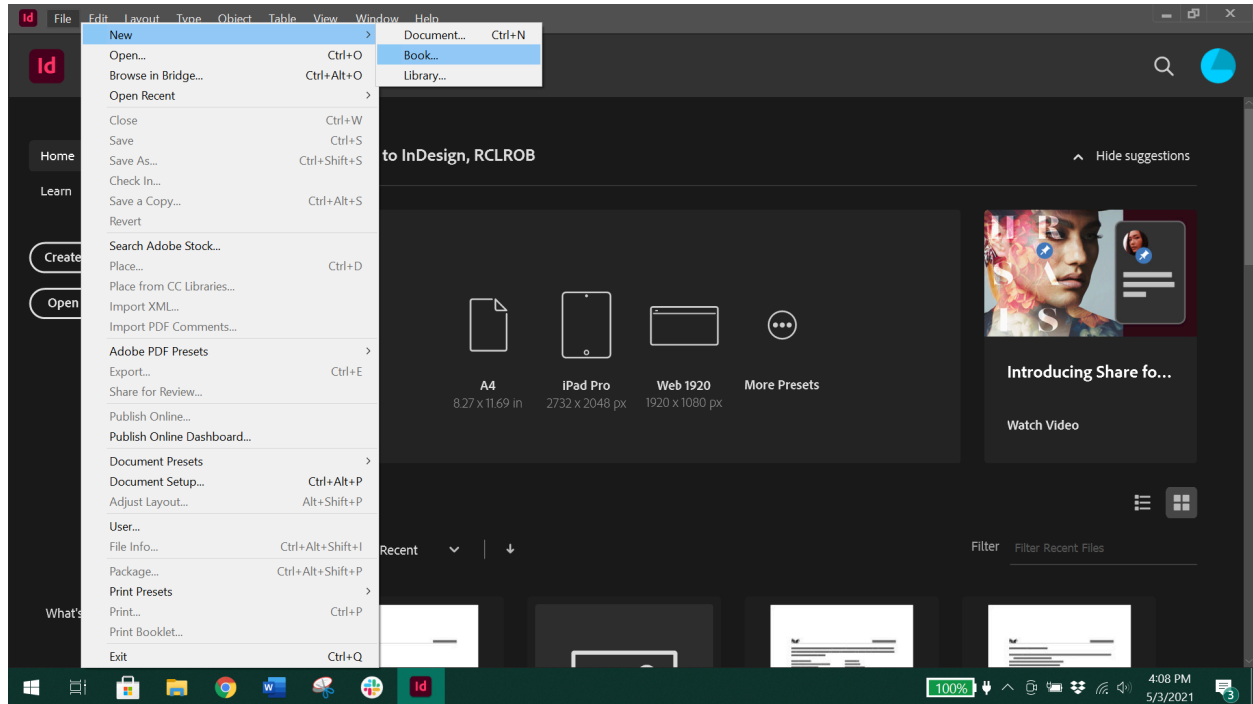 Id File Edit Layout Type Object Table View Window Help
New
Document... Ctrl+N
Open... Ctrl+O
Book...
Id
Browse in Bridge... Ctrl+Alt+O
Library...
Open Recent
Close Ctrl+W
Save Ctrl+S
Home
Save As... Ctrl+Shift+S
to InDesign, RCLROB
Hide suggestions
Check In...
Learn
Save a Copy... Ctrl+Alt+S
Revert
Search Adobe Stock...
Create
Place... Ctrl+D
Place from CC Libraries...
Open
Import XML...
Import PDF Comments...
Adobe PDF Presets
Export... Ctrl+E
Share for Review...
Publish Online...
Publish Online Dashboard...
Document Presets
Document Setup... Ctrl+Alt+P
Adjust Layout... Alt+Shift+P
User...
File Info... Ctrl+Alt+Shift+I
Package... Ctrl+Alt+Shift+P
Print Presets
What's
Print... Ctrl+P
Print Booklet...
Exit Ctrl+Q
A4
8.27 x 11.69 in
iPad Pro
2732 x 2048 px
Web 1920
1920 x 1080 px
More Presets
U R
S A
I S
Introducing Share fo...
Watch Video
Recent
Filter Filter Recent Files
W
Id
100%
4:08 PM
5/3/2021
3